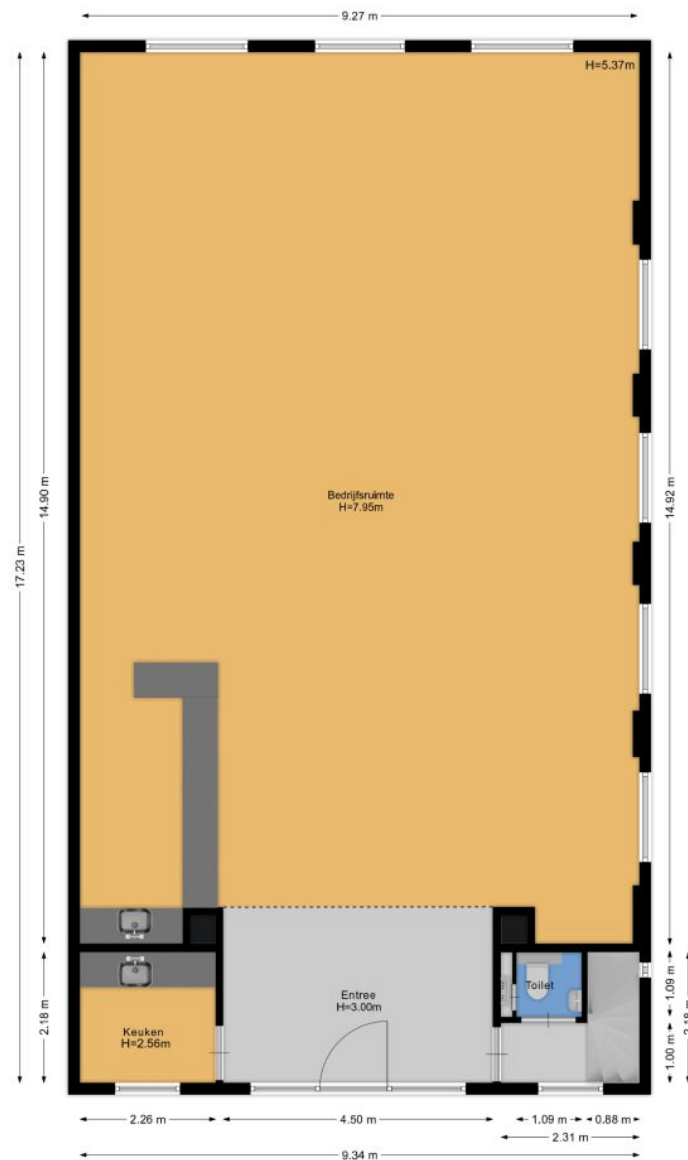 9.27 m
H=5.37m
14.90 m
17.23 m
14.92 m
Bedrijfsruimte
H=7.95m
Entree
H=3.00m
Toilet
Keuken
H=2.56m
2.18 m
1.09 m
1.00 m
2.18 m
2.26 m
4.50 m
1.09 m
0.88 m
2.31 m
9.34 m